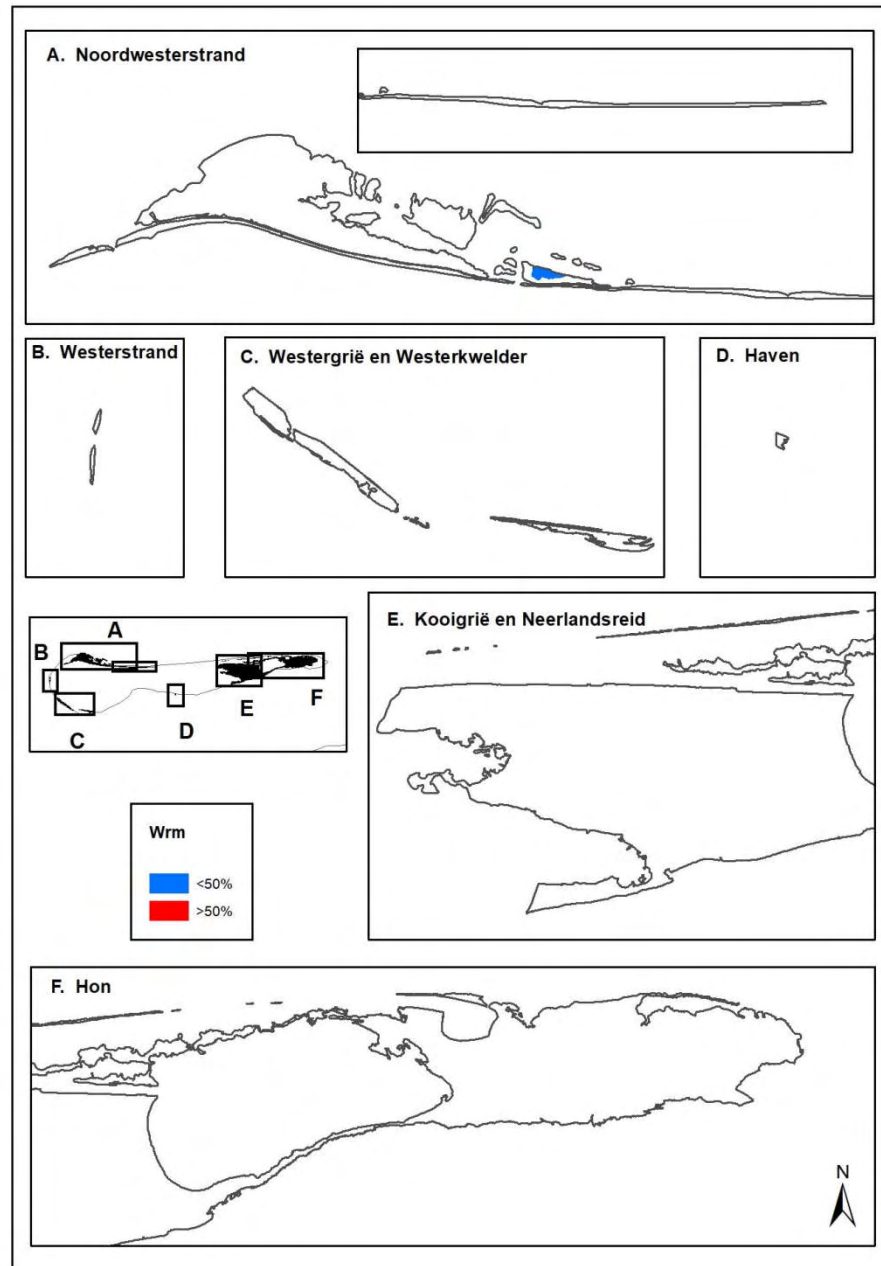 A. Noordwesterstrand
B. Westerstrand
C. Westergrië en Westerkwelder
D. Haven
A
B
C
D
E
F
E. Kooigrië en Neerlandsreid
Wrm
<50%
>50%
F. Hon
N